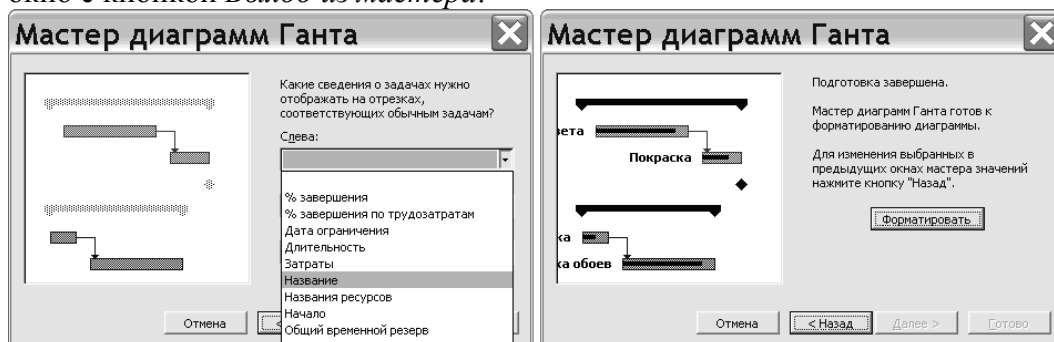 окно с кнопкой Выход из мастера.
Мастер диаграмм Ганта
Какие сведения о задачах нужно
отображать на отрезках,
соответствующих обычным задачам?
Слева:
% завершения
% завершения по трудозатратам
Дата ограничения
Длительность
Затраты
Название
Названия ресурсов
Начало
Общий временной резерв
Отмена
<
Мастер диаграмм Ганта
Подготовка завершена.
Мастер диаграмм Ганта готов к
форматированию диаграммы.
Для изменения выбранных в
предыдущих окнах мастера значений
нажмите кнопку "Назад".
Форматировать
вета
Покраска
ка
ка обоев
Отмена
< Назад
Далее >
Готово